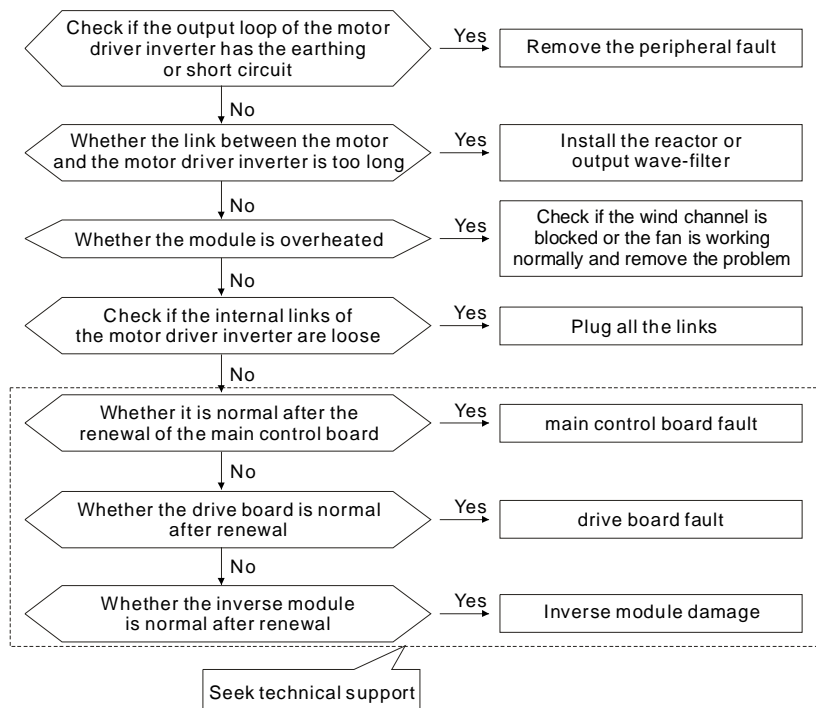 Check if the output loop of the motor
driver inverter has the earthing
or short circuit
Yes
Remove the peripheral fault
No
Whether the link between the motor
and the motor driver inverter is too long
Yes
Install the reactor or
output wave-filter
No
Whether the module is overheated
Yes
Check if the wind channel is
blocked or the fan is working
normally and remove the problem
No
Check if the internal links of
the motor driver inverter are loose
Yes
Plug all the links
No
Whether it is normal after the
renewal of the main control board
Yes
main control board fault
No
Whether the drive board is normal
after renewal
Yes
drive board fault
No
Whether the inverse module
is normal after renewal
Yes
Inverse module damage
Seek technical support